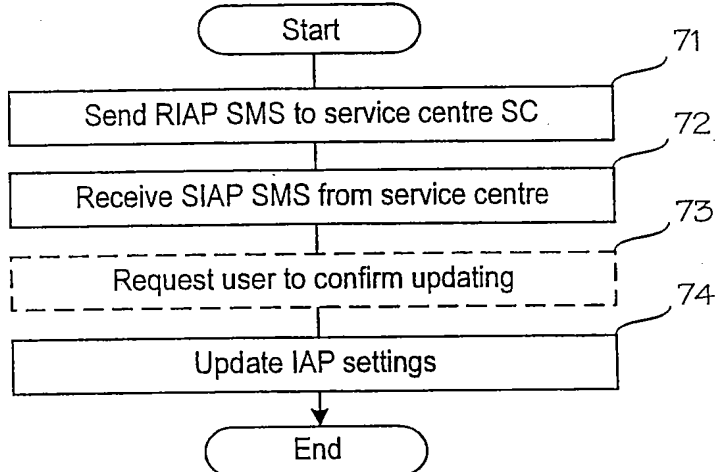 Start
71
Send RIAP SMS to service centre SC
72
Receive SIAP SMS from service centre
73
Request user to confirm updating
74
Update IAP settings
End